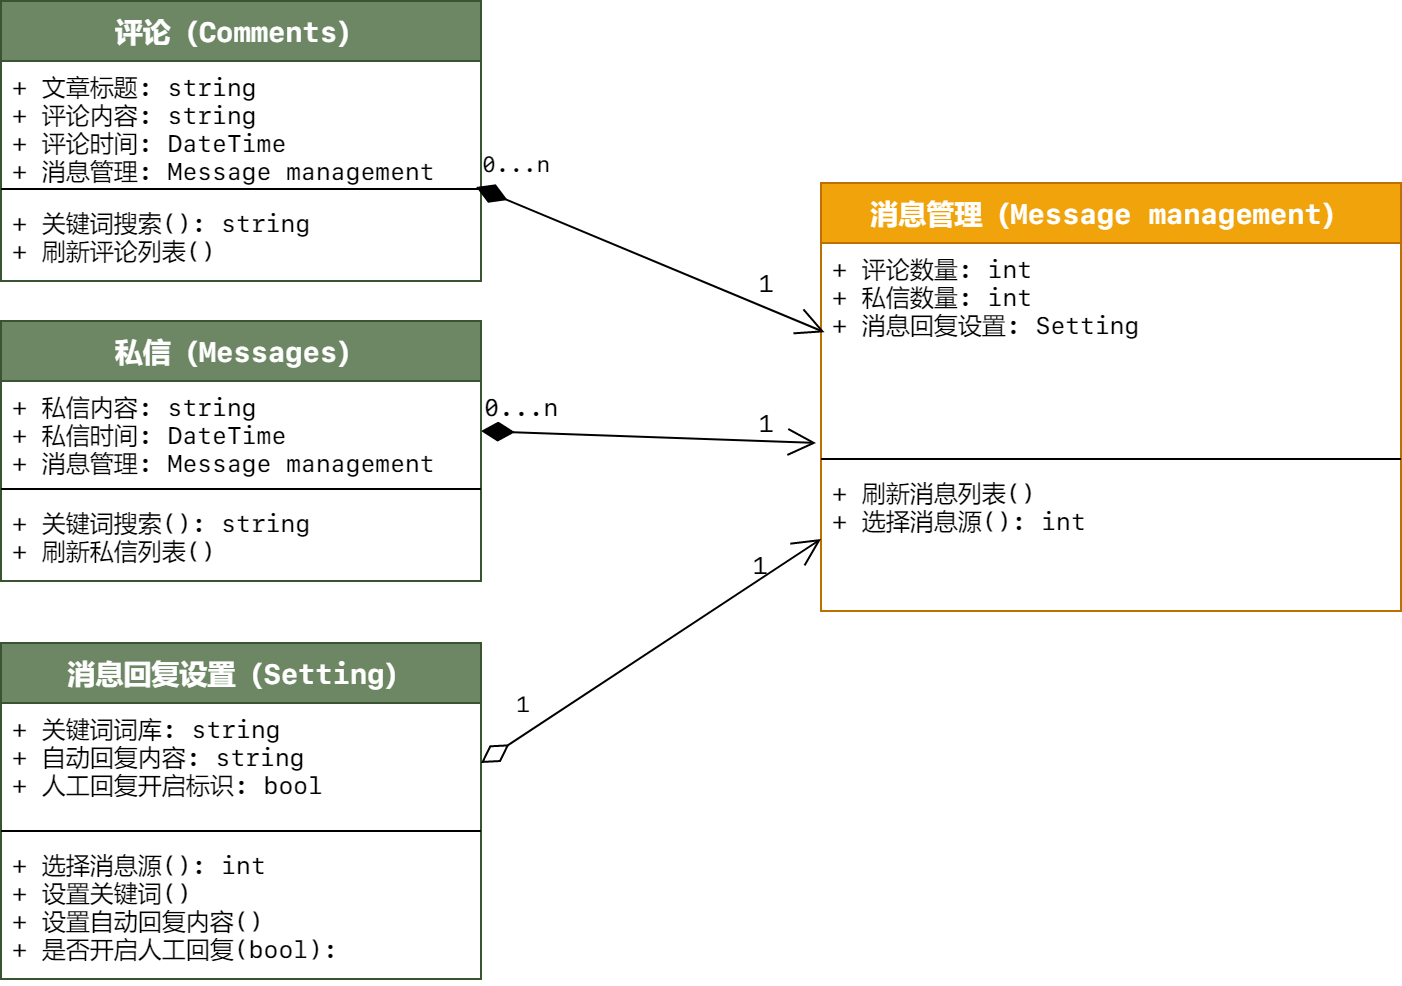 评论 (Comments)
+ 文章标题: string
+ 评论内容: string
+ 评论时间: DateTime
+ 消息管理: Message management
+ 关键词搜索(): string
+ 刷新评论列表()
0...n
1
私信 (Messages)
+ 私信内容: string
+ 私信时间: DateTime
+ 消息管理: Message management
+ 关键词搜索(): string
+ 刷新私信列表()
0...n
1
消息回复设置 (Setting)
+ 关键词词库: string
+ 自动回复内容: string
+ 人工回复开启标识: bool
+ 选择消息源(): int
+ 设置关键词()
+ 设置自动回复内容()
+ 是否开启人工回复(bool):
1
1
消息管理 (Message management)
+ 评论数量: int
+ 私信数量: int
+ 消息回复设置: Setting
+ 刷新消息列表()
+ 选择消息源(): int